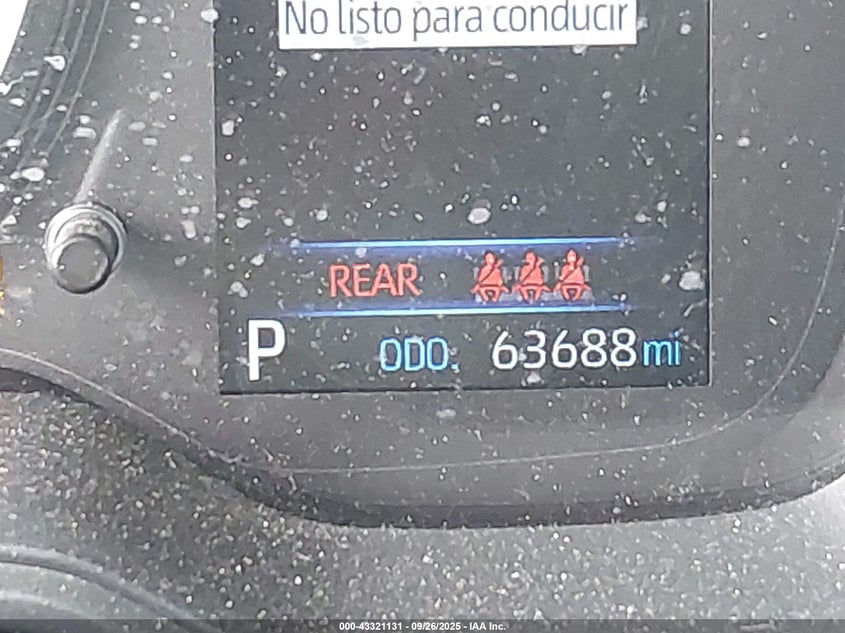 No listo para conducir
REAR
P ODO. 63688 mi
000-43321131 - 09/26/2025 - IAA Inc.